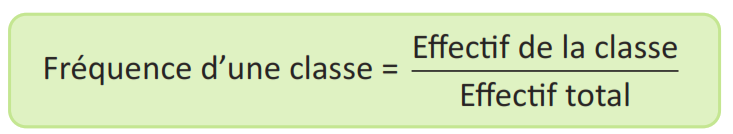 Fréquence d’une classe = Effectif de la classe / Effectif total